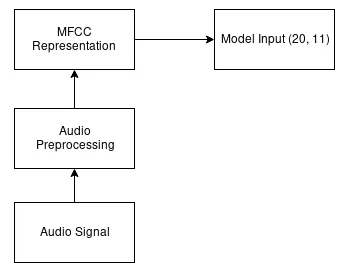 MFCC
Representation
Model Input (20, 11)
Audio
Preprocessing
Audio Signal